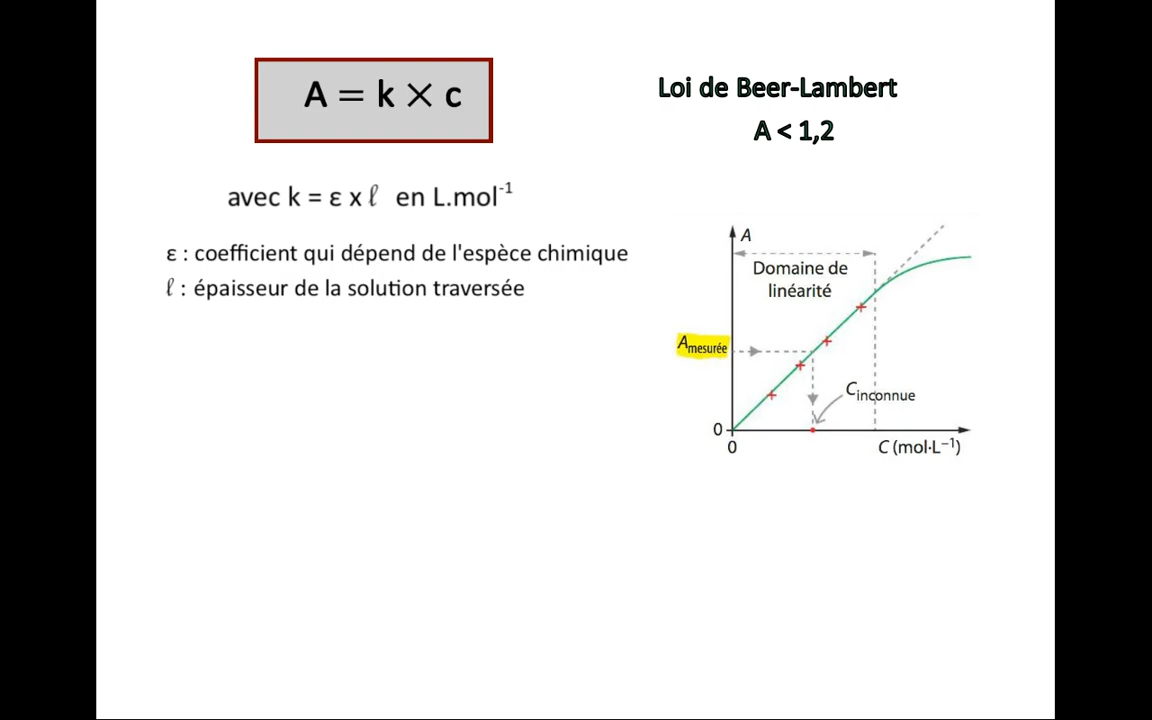 A = k × c
Loi de Beer-Lambert
A < 1,2
avec k = ε x ℓ en L.mol⁻¹
ε : coefficient qui dépend de l'espèce chimique
ℓ : épaisseur de la solution traversée
A
Domaine de
linéarité
Amesurée
Cinconnue
0
0
C (mol·L⁻¹)